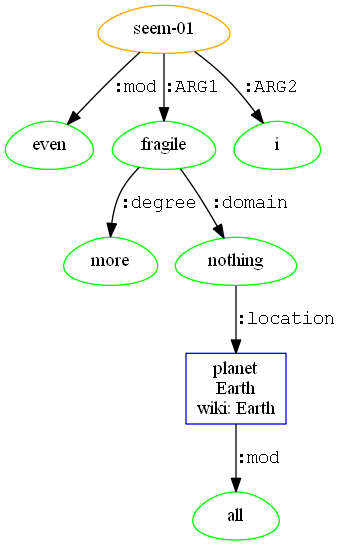 seem-01
:mod :ARG1 :ARG2
even fragile i
:degree :domain
more nothing
:location
planet
Earth
wiki: Earth
:mod
all